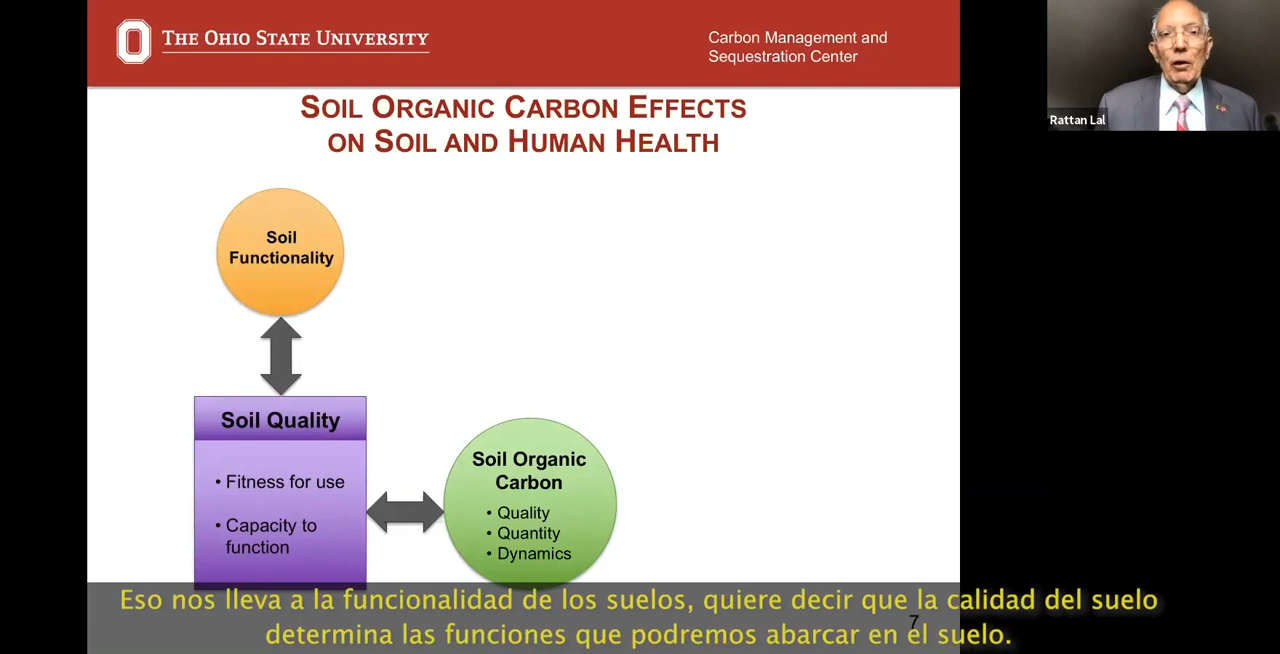 THE OHIO STATE UNIVERSITY
Carbon Management and
Sequestration Center
SOIL ORGANIC CARBON EFFECTS
ON SOIL AND HUMAN HEALTH
Rattan Lal
Soil
Functionality
Soil Quality
• Fitness for use
• Capacity to
function
Soil Organic
Carbon
• Quality
• Quantity
• Dynamics
7
Eso nos lleva a la funcionalidad de los suelos, quiere decir que la calidad del suelo
determina las funciones que podremos abarcar en el suelo.